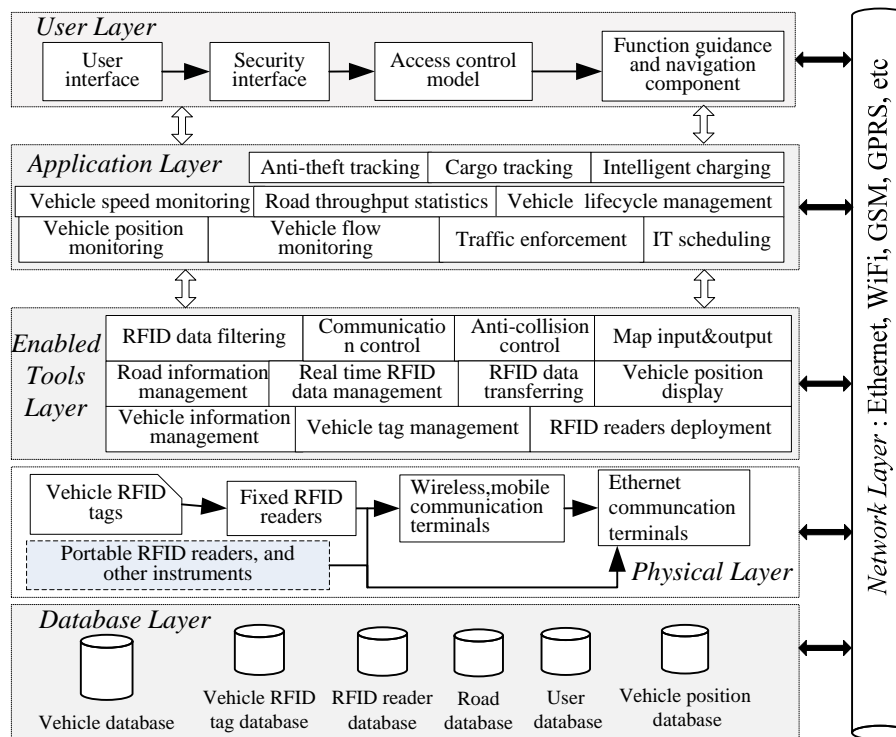 User Layer
User
interface
Security
interface
Access control
model
Function guidance
and navigation
component
Application Layer
Anti-theft tracking
Cargo tracking
Intelligent charging
Vehicle speed monitoring
Road throughput statistics
Vehicle lifecycle management
Vehicle position
monitoring
Vehicle flow
monitoring
Traffic enforcement
IT scheduling
Enabled
Tools
Layer
RFID data filtering
Communicatio
n control
Anti-collision
control
Map input&output
Road information
management
Real time RFID
data management
RFID data
transferring
Vehicle position
display
Vehicle information
management
Vehicle tag management
RFID readers deployment
Vehicle RFID
tags
Fixed RFID
readers
Wireless,mobile
communication
terminals
Ethernet
communcation
terminals
Portable RFID readers, and
other instruments
Physical Layer
Database Layer
Vehicle database
Vehicle RFID
tag database
RFID reader
database
Road
database
User
database
Vehicle position
database
Network Layer : Ethernet, WiFi, GSM, GPRS, etc